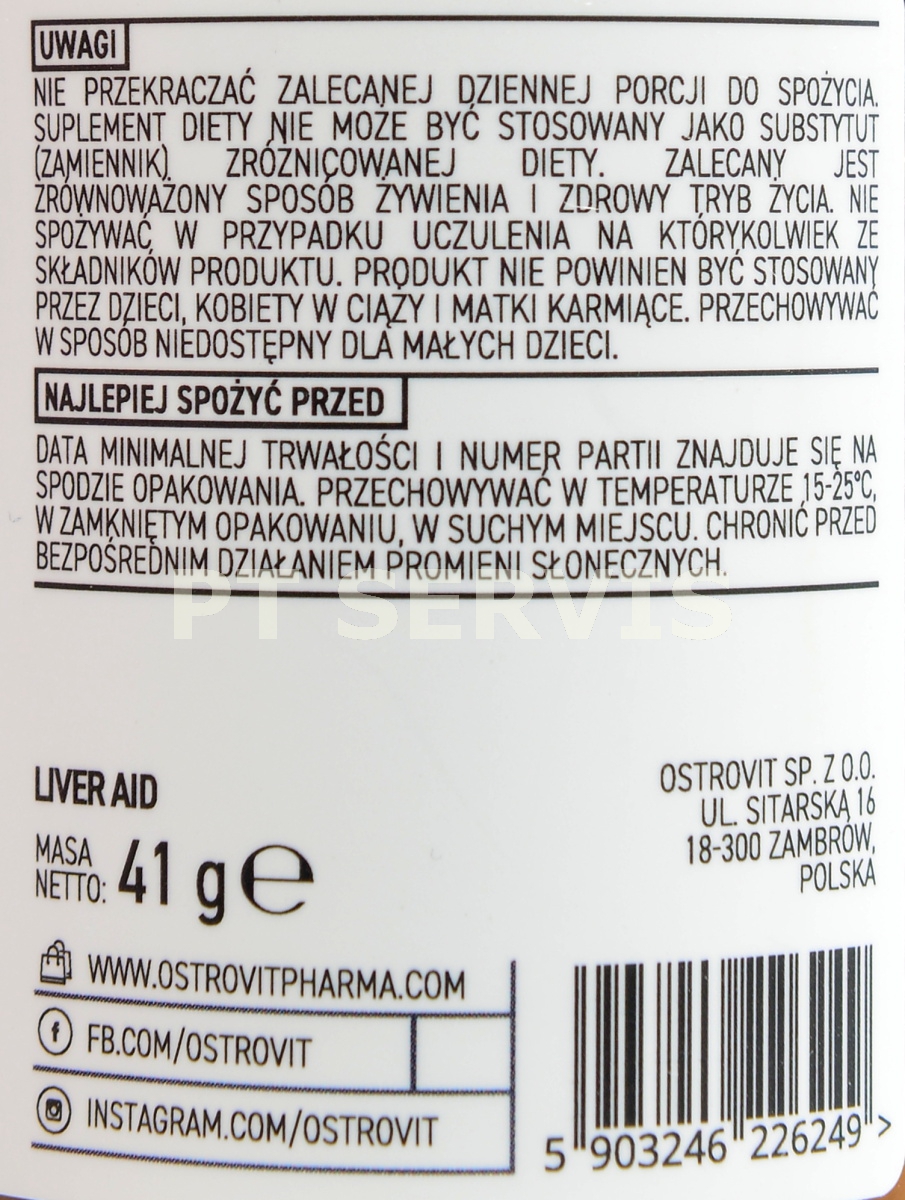 UWAGI
NIE PRZEKRACZAĆ ZALECANEJ DZIENNEJ PORCJI DO SPOŻYCIA.
SUPLEMENT DIETY NIE MOŻE BYĆ STOSOWANY JAKO SUBSTYTUT
(ZAMIENNIK) ZRÓŻNICOWANEJ DIETY. ZALECANY JEST
ZRÓWNOWAŻONY SPOSÓB ŻYWIENIA I ZDROWY TRYB ŻYCIA. NIE
SPOŻYWAĆ W PRZYPADKU UCZULENIA NA KTÓRYKOLWIEK ZE
SKŁADNIKÓW PRODUKTU. PRODUKT NIE POWINIEN BYĆ STOSOWANY
PRZEZ DZIECI, KOBIETY W CIĄŻY I MATKI KARMIĄCE. PRZECHOWYWAĆ
W SPOSÓB NIEDOSTĘPNY DLA MAŁYCH DZIECI.
NAJLEPIEJ SPOŻYĆ PRZED
DATA MINIMALNEJ TRWAŁOŚCI I NUMER PARTII ZNAJDUJE SIĘ NA
SPODZIE OPAKOWANIA. PRZECHOWYWAĆ W TEMPERATURZE 15-25°C,
W ZAMKNIĘTYM OPAKOWANIU, W SUCHYM MIEJSCU. CHRONIĆ PRZED
BEZPOŚREDNIM DZIAŁANIEM PROMIENI SŁONECZNYCH.
PT SERVIS
LIVER AID
MASA
NETTO: 41 g ℮
OSTROVIT SP. Z O.O.
UL. SITARSKA 16
18-300 ZAMBRÓW,
POLSKA
WWW.OSTROVITPHARMA.COM
FB.COM/OSTROVIT
INSTAGRAM.COM/OSTROVIT
5 903246 226249 >